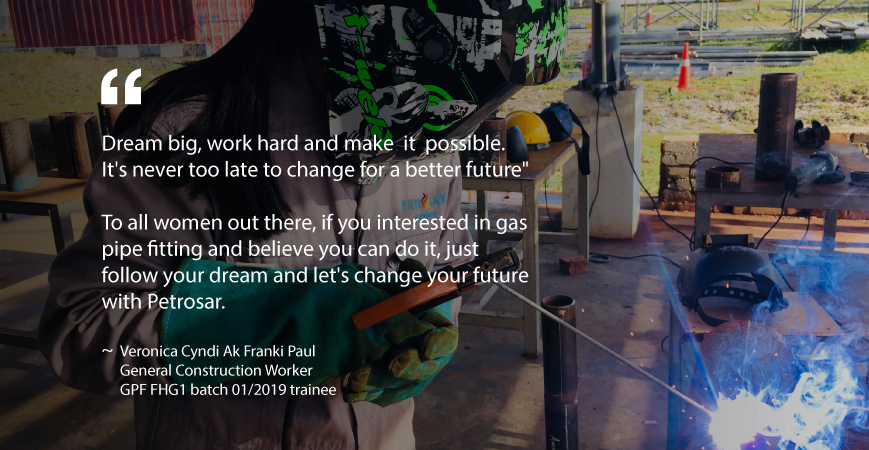 “
Dream big, work hard and make it possible.
It's never too late to change for a better future"
To all women out there, if you interested in gas
pipe fitting and believe you can do it, just
follow your dream and let's change your future
with Petrosar.
~ Veronica Cyndi Ak Franki Paul
General Construction Worker
GPF FHG1 batch 01/2019 trainee